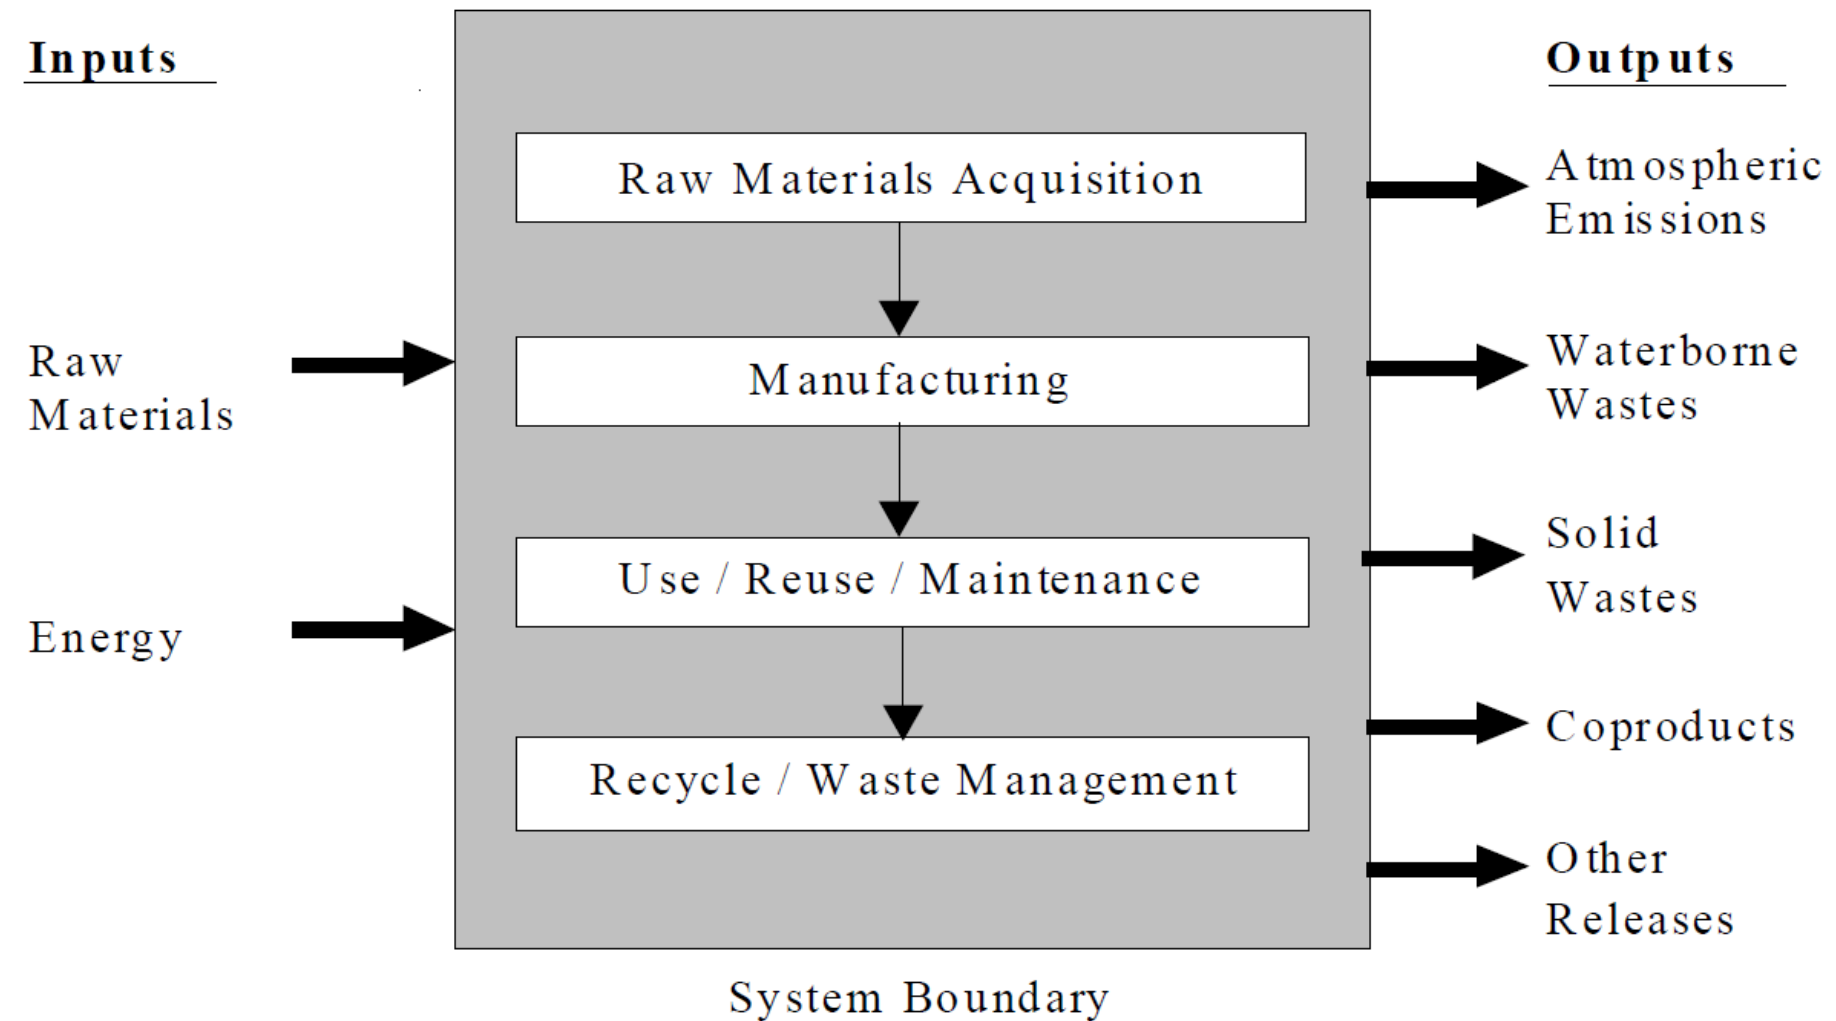 Inputs
Outputs
Raw Materials Acquisition
Atmospheric
Emissions
Raw
Materials
Manufacturing
Waterborne
Wastes
Solid
Wastes
Use / Reuse / Maintenance
Energy
Coproducts
Recycle / Waste Management
Other
Releases
System Boundary